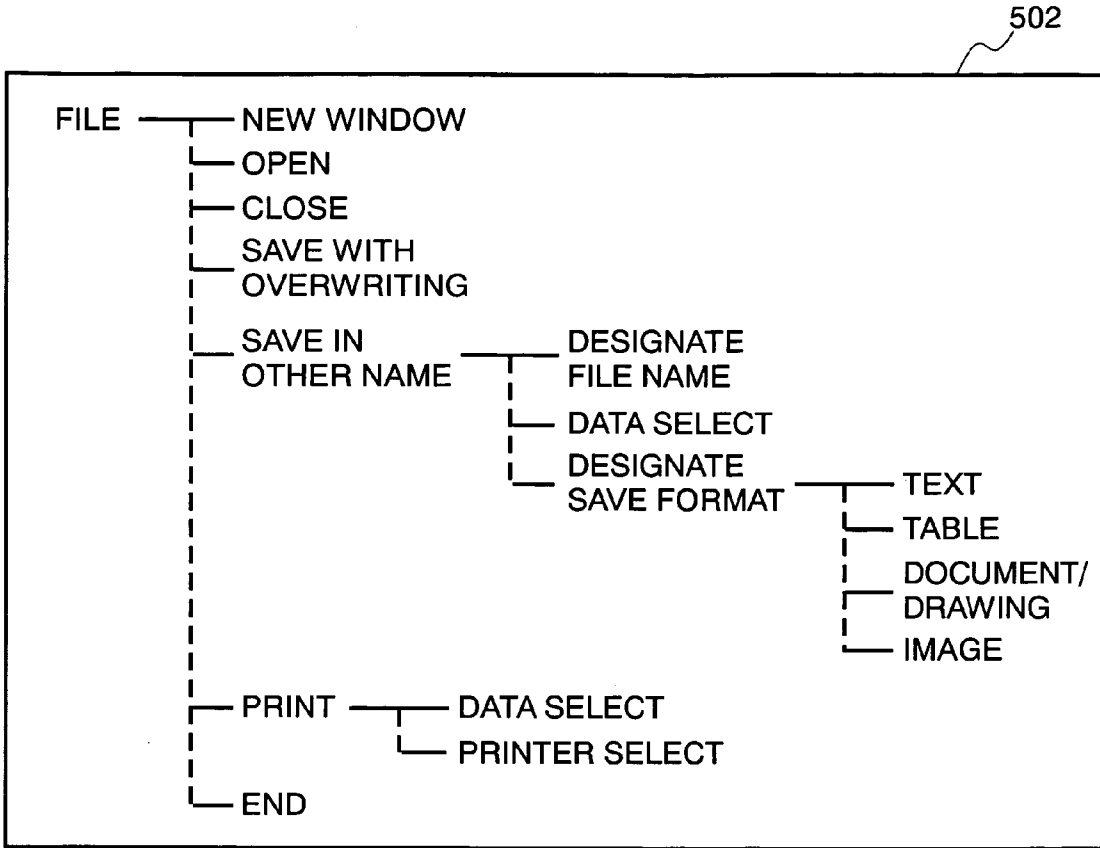 502
FILE NEW WINDOW
OPEN
CLOSE
SAVE WITH
OVERWRITING
SAVE IN
OTHER NAME
DESIGNATE
FILE NAME
DATA SELECT
DESIGNATE
SAVE FORMAT
TEXT
TABLE
DOCUMENT/
DRAWING
IMAGE
PRINT DATA SELECT
PRINTER SELECT
END